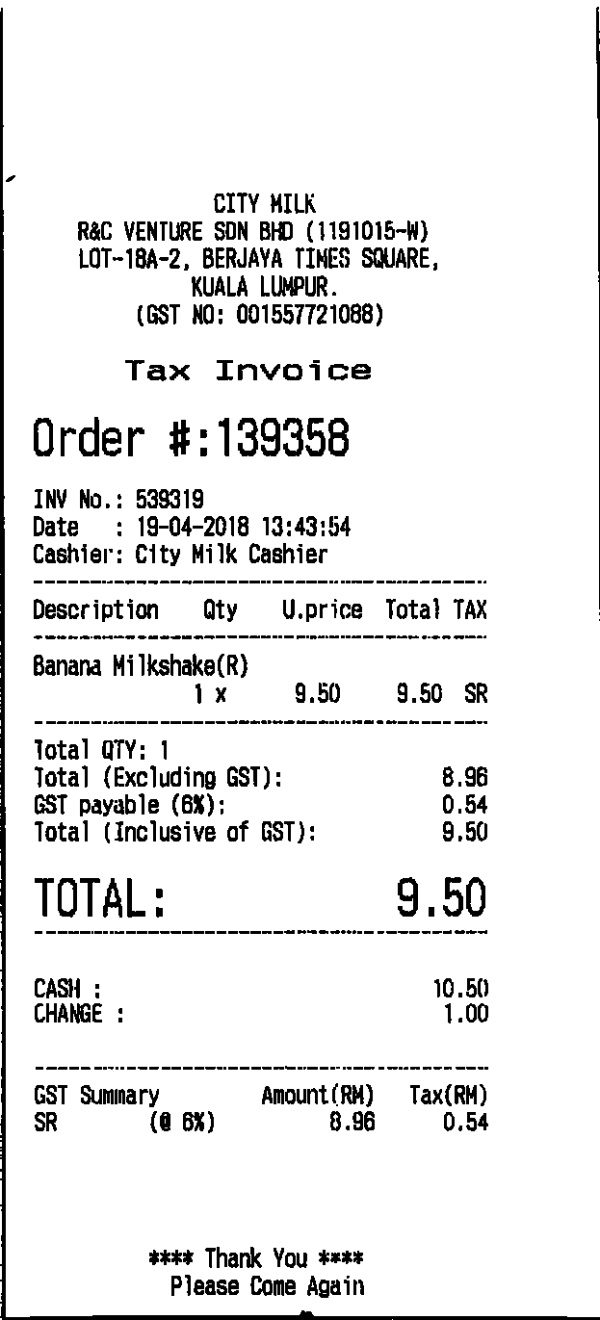 CITY MILK
R&C VENTURE SDN BHD (1191015-W)
LOT-18A-2, BERJAYA TIMES SQUARE,
KUALA LUMPUR.
(GST NO: 001557721088)
Tax Invoice
Order #:139358
INV No.: 539319
Date : 19-04-2018 13:43:54
Cashier: City Milk Cashier
Description Qty U.price Total TAX
Banana Milkshake(R)
1 x 9.50 9.50 SR
Total QTY: 1
Total (Excluding GST): 8.96
GST payable (6%): 0.54
Total (Inclusive of GST): 9.50
TOTAL: 9.50
CASH : 10.50
CHANGE : 1.00
GST Summary Amount(RM) Tax(RM)
SR (@ 6%) 8.96 0.54
**** Thank You ****
Please Come Again